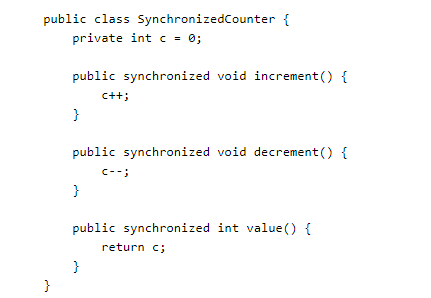 public class SynchronizedCounter {
    private int c = 0;

    public synchronized void increment() {
        c++;
    }

    public synchronized void decrement() {
        c--;
    }

    public synchronized int value() {
        return c;
    }
}